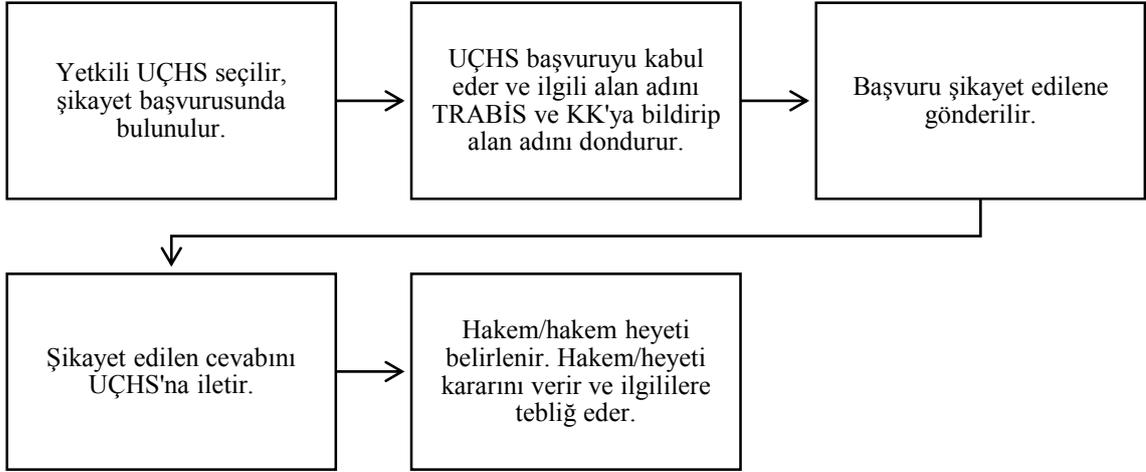 Yetkili UÇHS seçilir,
şikayet başvurusunda
bulunulur.
UÇHS başvuruyu kabul
eder ve ilgili alan adını
TRABİS ve KK'ya bildirip
alan adını dondurur.
Başvuru şikayet edilene
gönderilir.
Şikayet edilen cevabını
UÇHS'na iletir.
Hakem/hakem heyeti
belirlenir. Hakem/heyeti
kararını verir ve ilgililere
tebliğ eder.